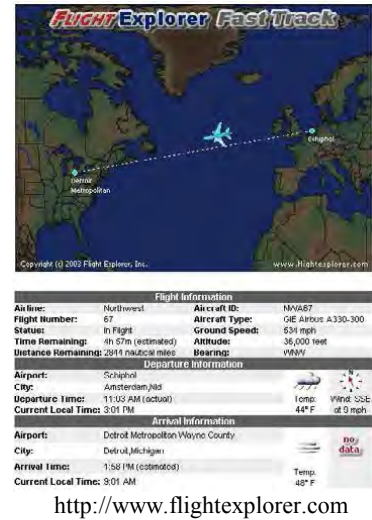 FLIGHT Explorer Fast Track
Schiphol
Detroit
Metropolitan
Copyright (c) 2003 Flight Explorer, Inc.
www.flightexplorer.com
Flight Information
Airline: Northwest Aircraft ID: NWA67
Flight Number: 67 Aircraft Type: G/E Airbus A330-300
Status: In Flight Ground Speed: 534 mph
Time Remaining: 4h 57m (estimated) Altitude: 36,000 feet
Distance Remaining: 2844 nautical miles Bearing: WNW
Departure Information
Airport: Schiphol
City: Amsterdam,Nld
Departure Time: 11:03 AM (actual) Temp: Wind: SSE
Current Local Time: 3:01 PM 44° F at 9 mph
Arrival Information
Airport: Detroit Metropolitan Wayne County
City: Detroit,Michigan no data
Arrival Time: 1:58 PM (estimated) Temp.
Current Local Time: 9:01 AM 48° F
http://www.flightexplorer.com